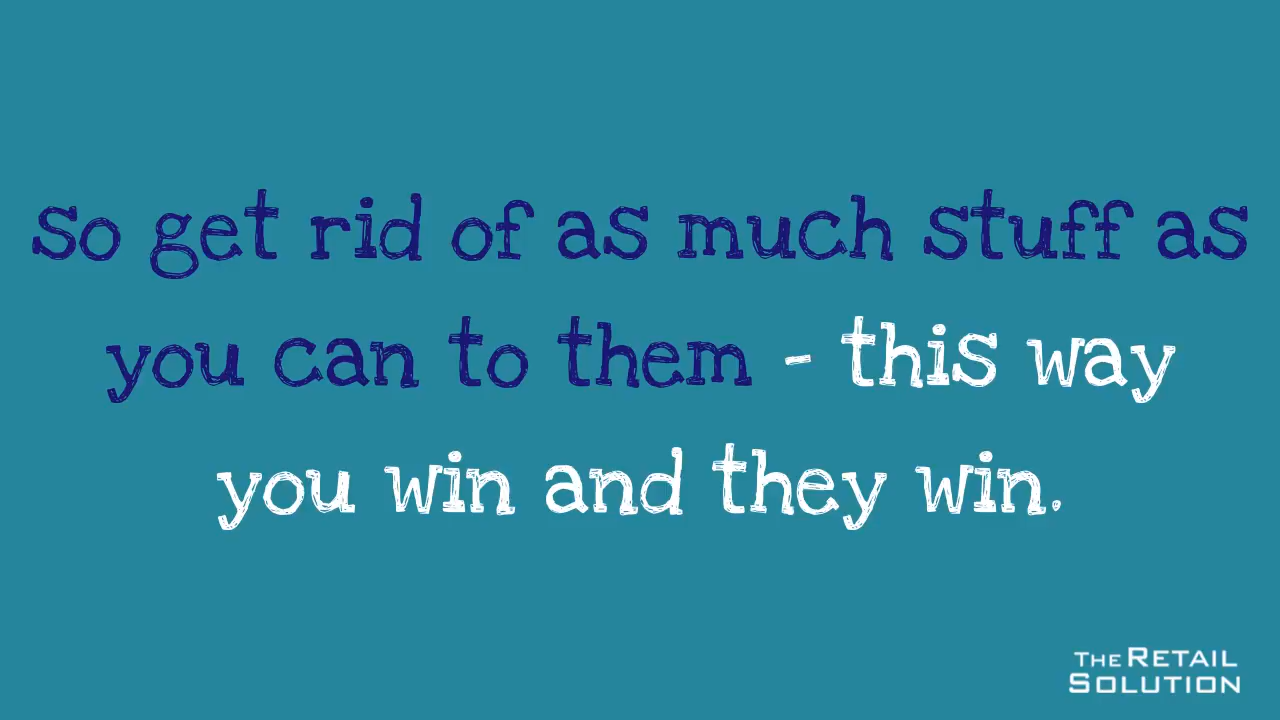 so get rid of as much stuff as
you can to them - this way
you win and they win.
THE RETAIL
SOLUTION